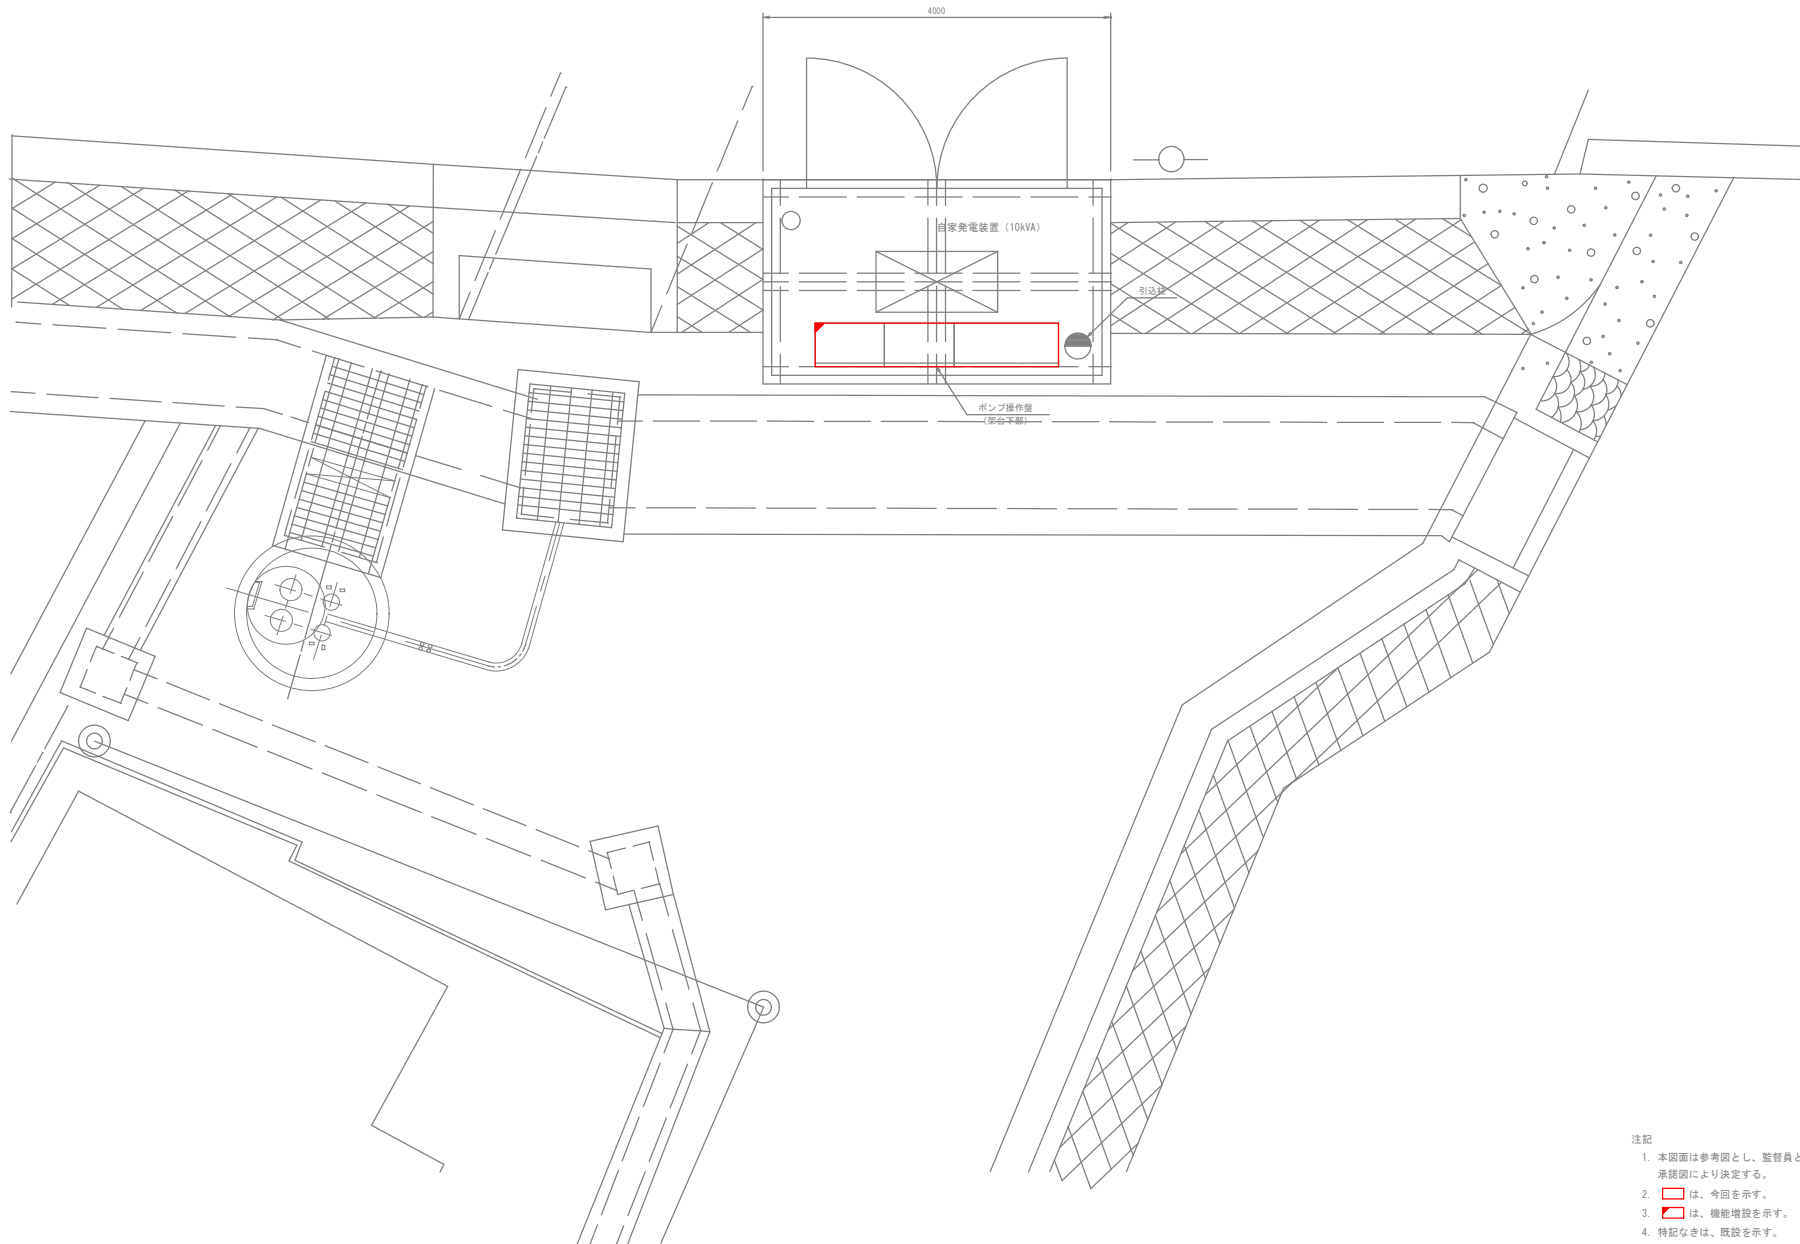 4000
自家発電装置 (10kVA)
引込柱
ポンプ操作盤
(架台下部)
注記
1. 本図面は参考図とし、監督員と
承諾図により決定する。
2. は、今回を示す。
3. は、機能増設を示す。
4. 特記なきは、既設を示す。